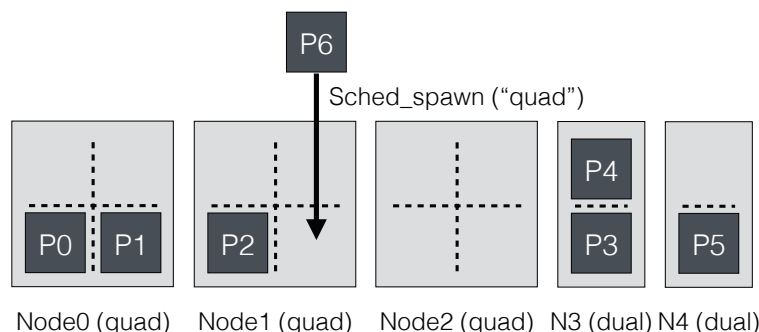 P6
Sched_spawn (“quad”)
P4
P0 P1 P2 P3 P5
Node0 (quad) Node1 (quad) Node2 (quad) N3 (dual) N4 (dual)